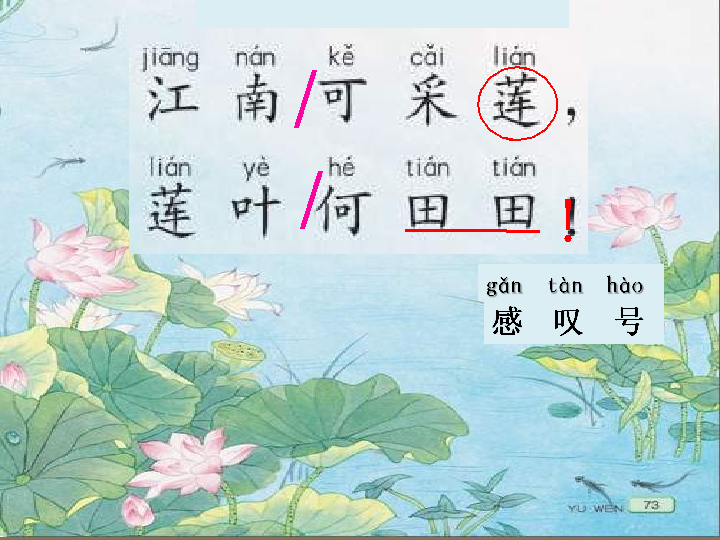 jiāng nán kě cǎi lián
江南/可采莲，
lián yè hé tián tián
莲叶/何田田！
gǎn tàn hào
感 叹 号
YU WEN 73